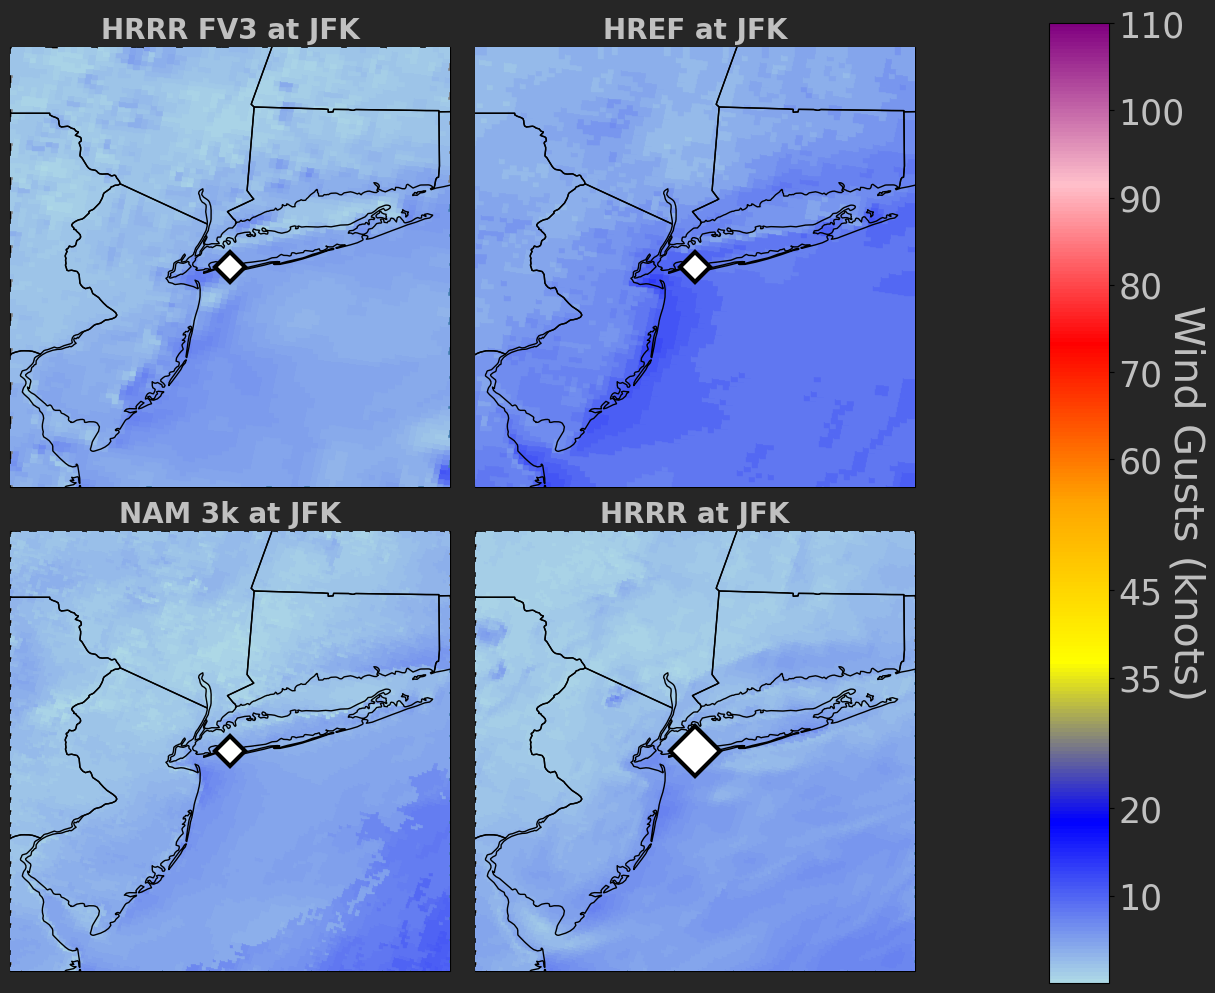 HRRR FV3 at JFK
HREF at JFK
NAM 3k at JFK
HRRR at JFK
110
100
90
80
70
60
45
35
20
10
Wind Gusts (knots)